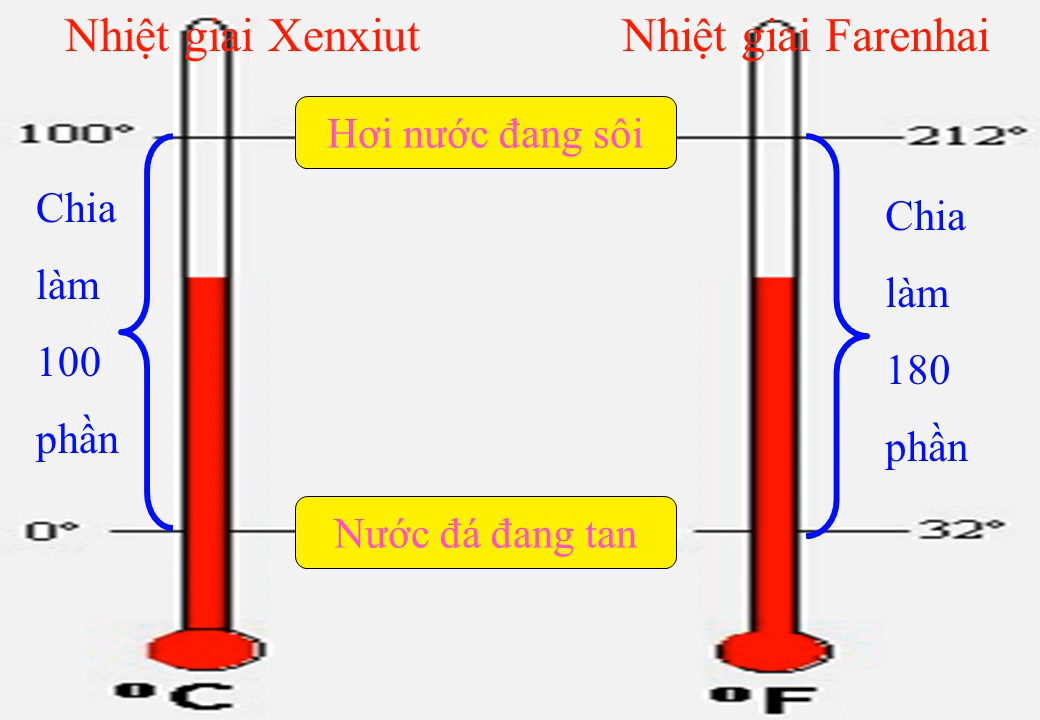 Nhiệt giai Xenxiut
Nhiệt giai Farenhai
100°
Hơi nước đang sôi
212°
Chia
làm
100
phần
Chia
làm
180
phần
0°
Nước đá đang tan
32°
°C
°F